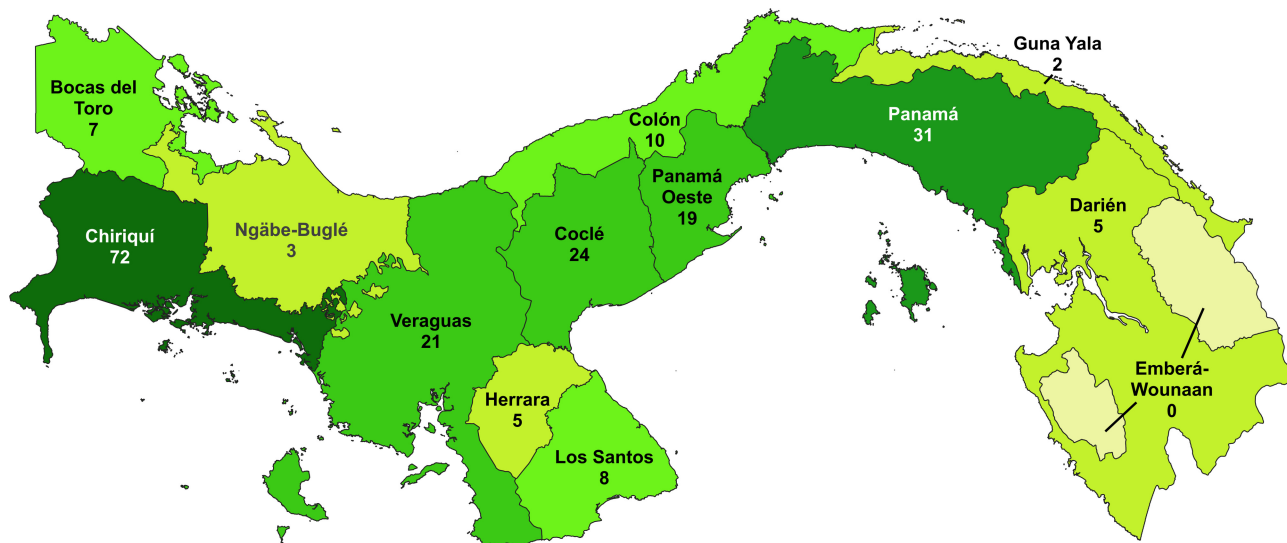 Guna Yala
2
Bocas del
Toro
7
Colón
10
Panamá
31
Panamá
Oeste
19
Darién
5
Chiriquí
72
Ngäbe-Buglé
3
Coclé
24
Veraguas
21
Emberá-
Wounaan
0
Herrara
5
Los Santos
8